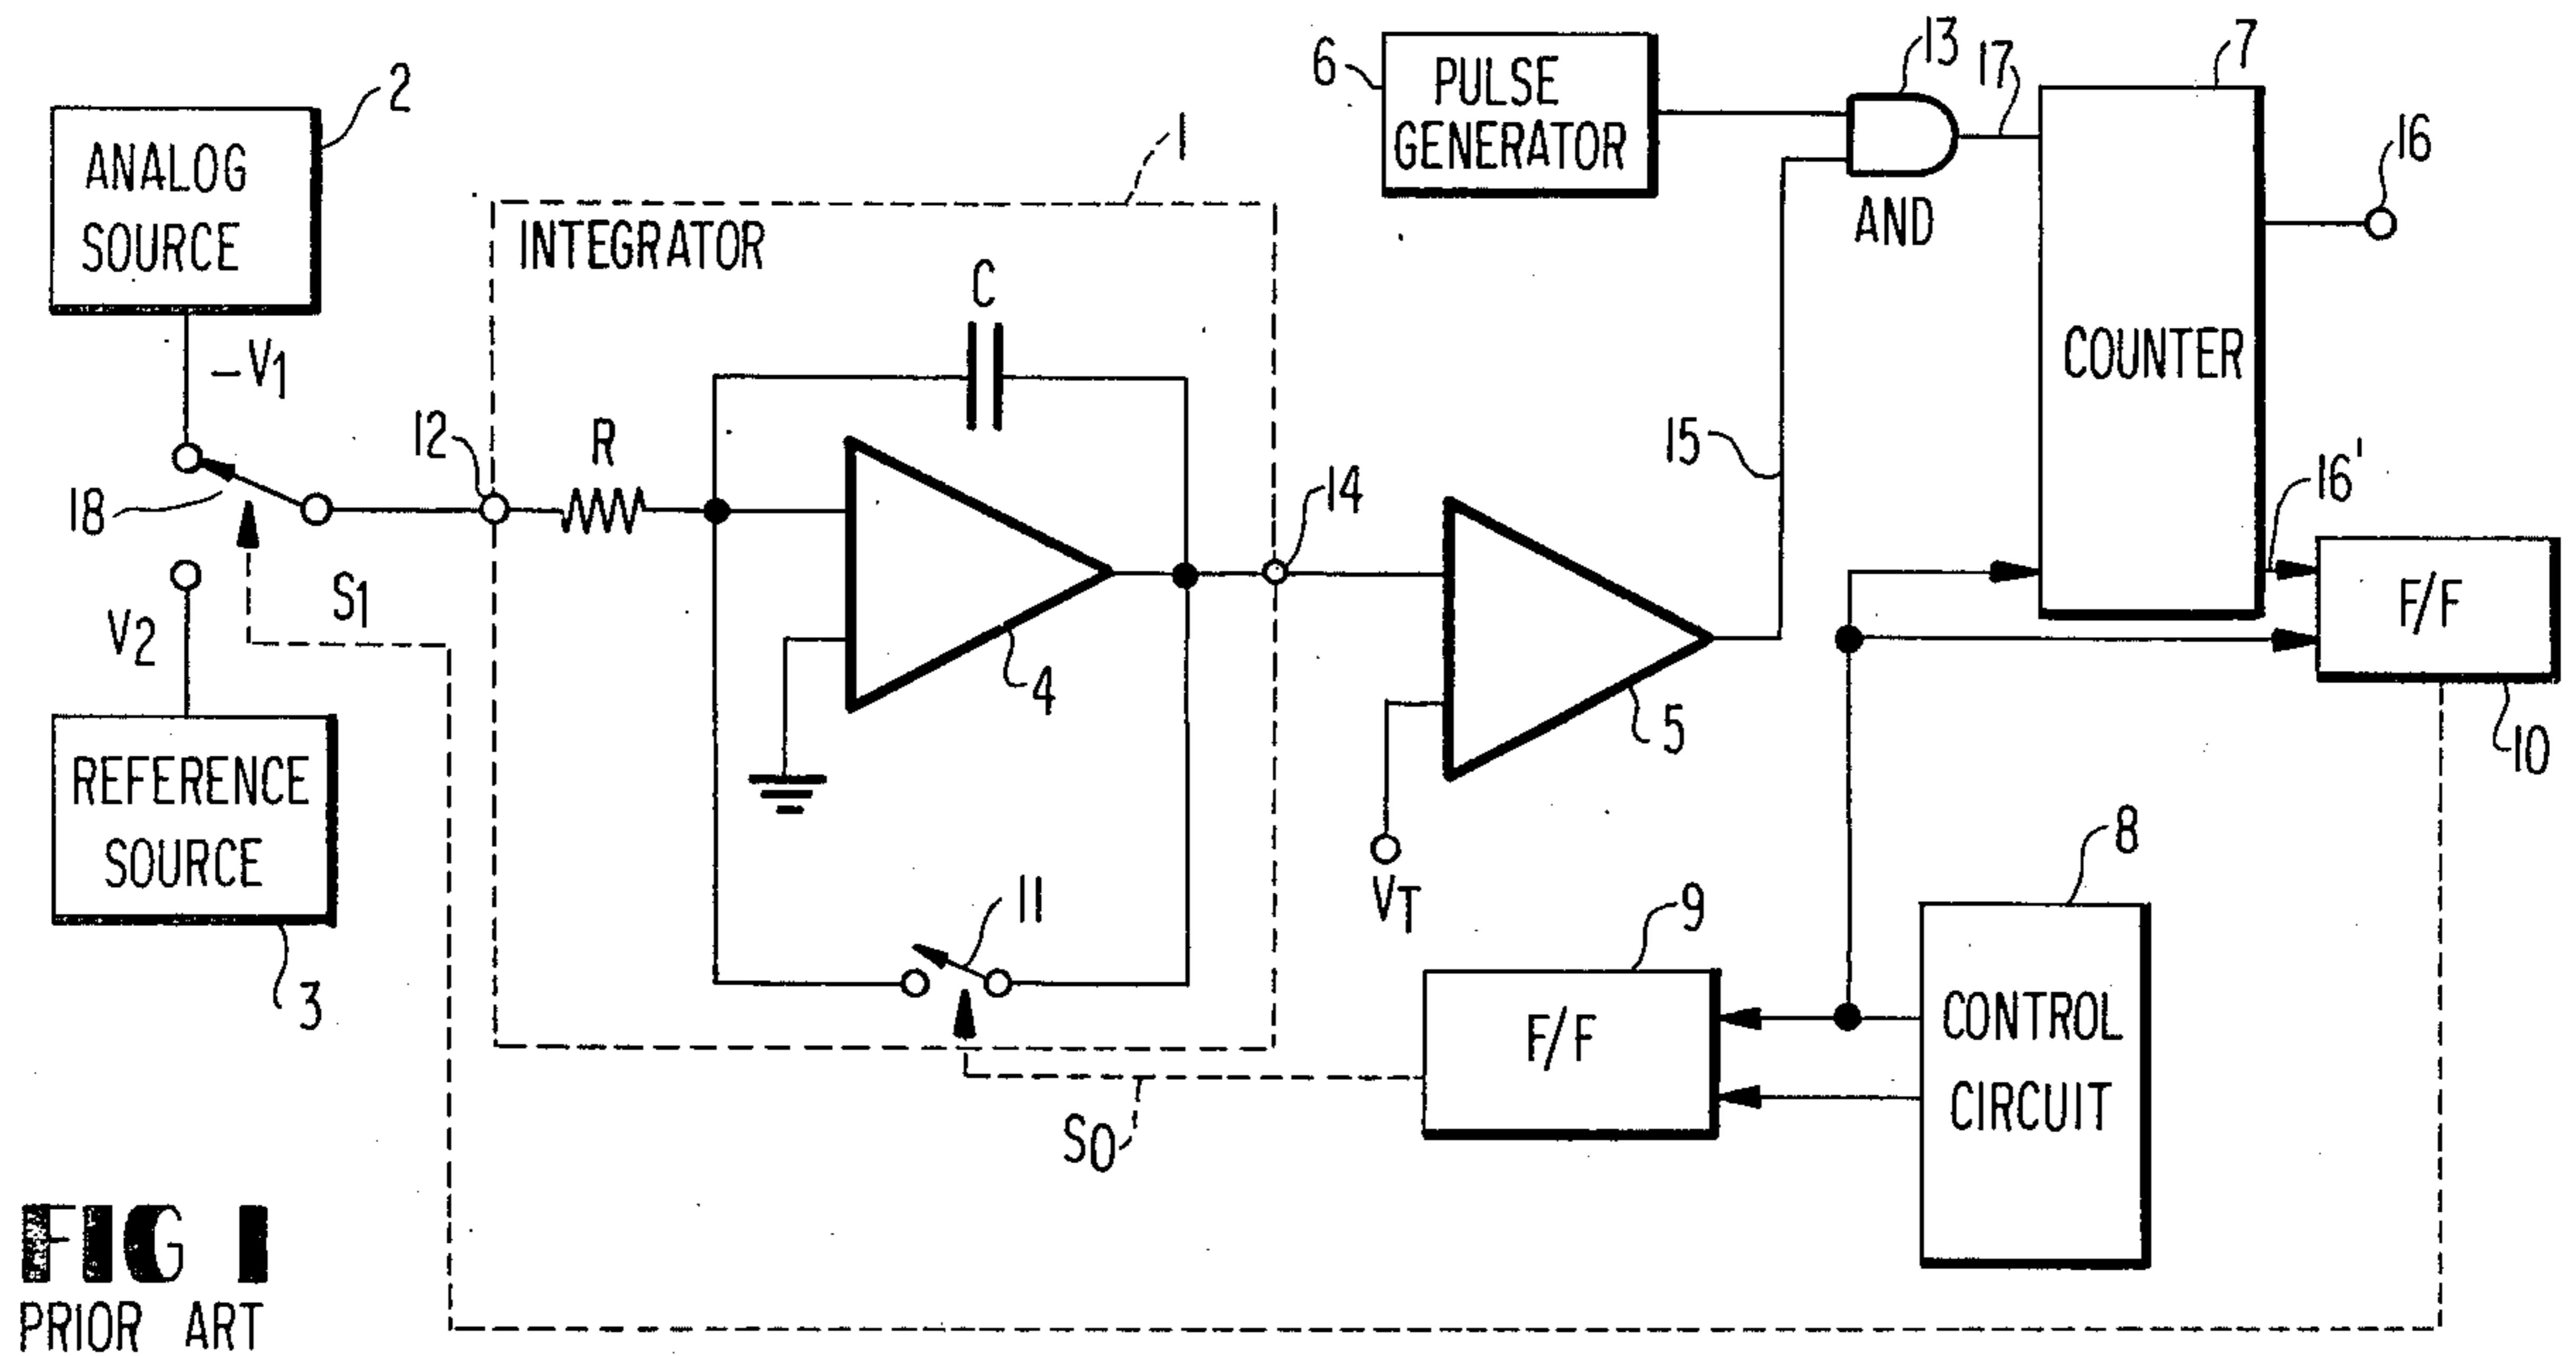 6
PULSE
GENERATOR
13
17
7
2
ANALOG
SOURCE
1
16
AND
INTEGRATOR
C
COUNTER
–V1
12
R
15
14
16'
18
S1
F/F
V2
4
5
10
REFERENCE
SOURCE
VT
8
9
11
3
F/F
CONTROL
CIRCUIT
S0
FIG 1
PRIOR ART